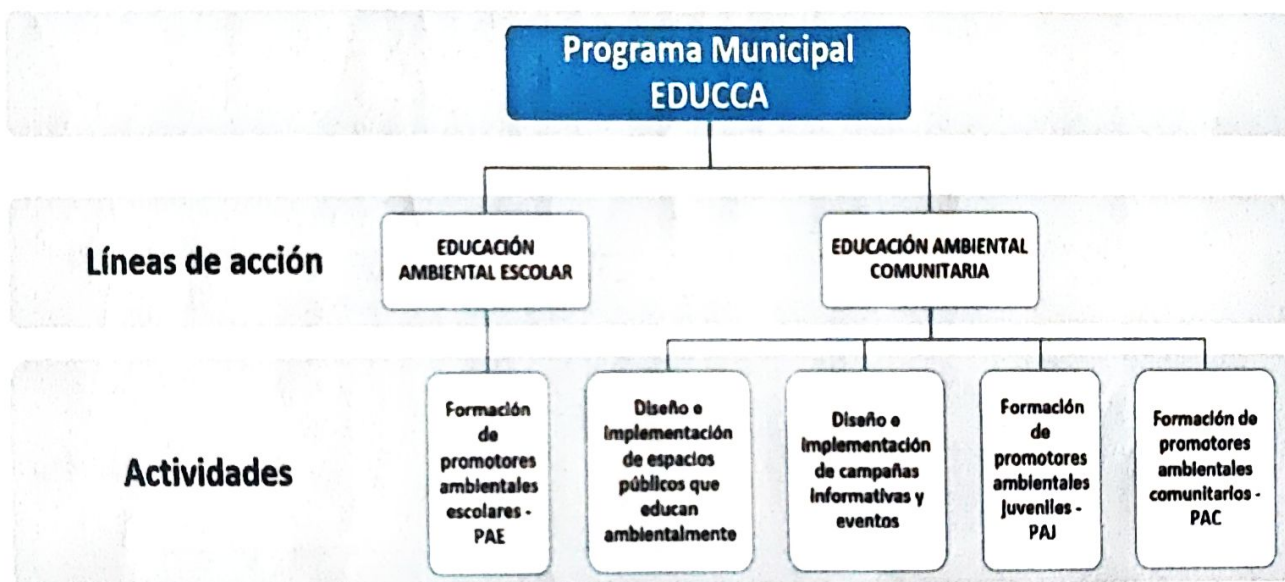 Programa Municipal
EDUCCA
Líneas de acción
EDUCACIÓN
AMBIENTAL ESCOLAR
EDUCACIÓN AMBIENTAL
COMUNITARIA
Actividades
Formación
de
promotores
ambientales
escolares -
PAE
Diseño e
implementación
de espacios
públicos que
educan
ambientalmente
Diseño e
implementación
de campañas
informativas y
eventos
Formación
de
promotores
ambientales
juveniles -
PAJ
Formación de
promotores
ambientales
comunitarios -
PAC